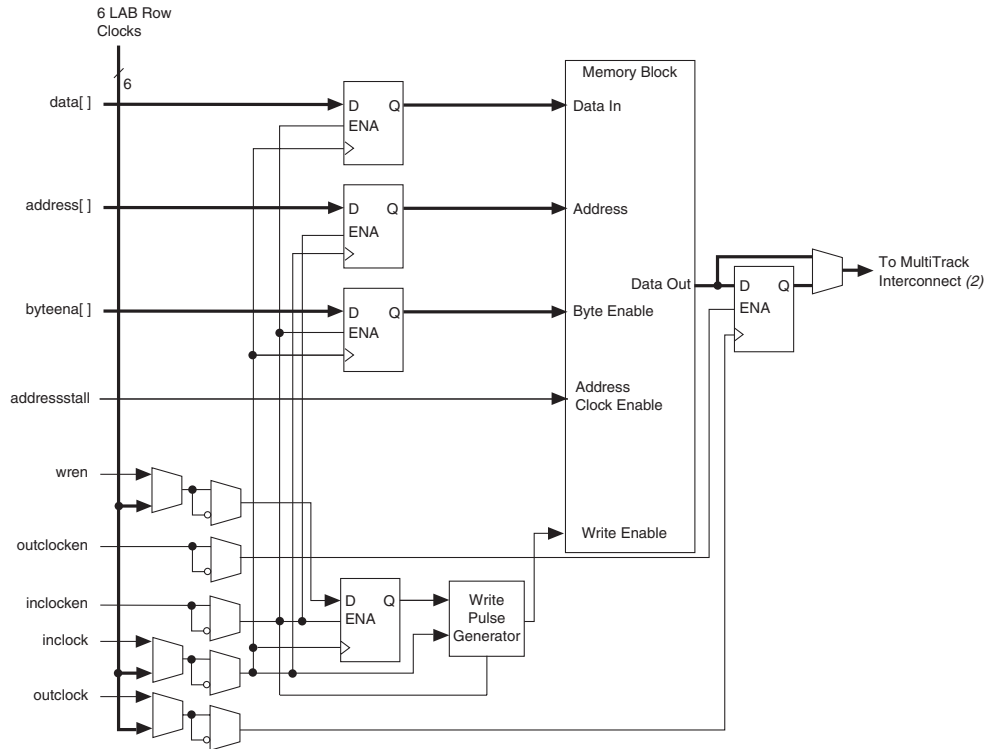 6 LAB Row
Clocks
6
data[ ]
D Q
ENA
Memory Block
Data In
address[ ]
D Q
ENA
Address
byteena[ ]
D Q
ENA
Data Out
Byte Enable
D Q
ENA
To MultiTrack
Interconnect (2)
addressstall
Address
Clock Enable
wren
Write Enable
outclocken
inclocken
D Q
ENA
Write
Pulse
Generator
inclock
outclock